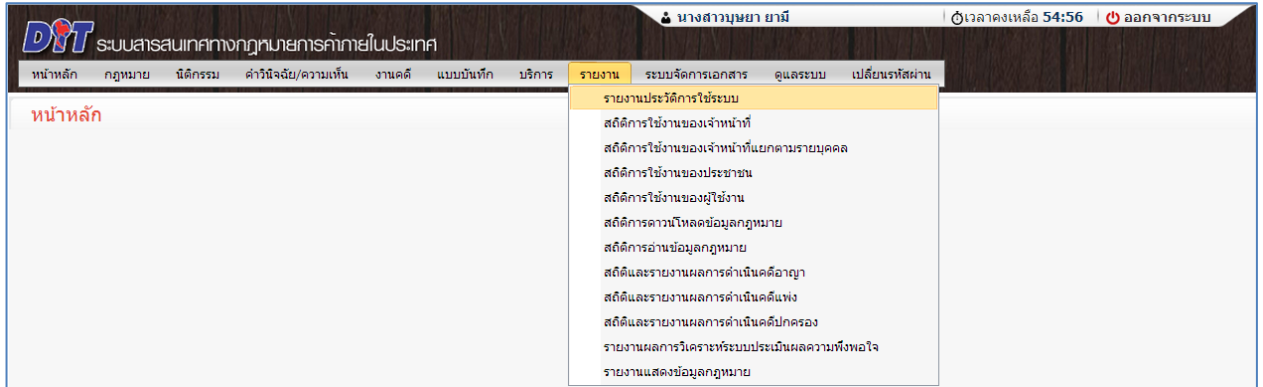 นางสาวบุษยา ยามี เวลาคงเหลือ 54:56 ออกจากระบบ
DIT ระบบสารสนเทศทางกฎหมายการค้าภายในประเทศ
หน้าหลัก กฎหมาย นิติกรรม คำวินิจฉัย/ความเห็น งานคดี แบบบันทึก บริการ รายงาน ระบบจัดการเอกสาร ดูแลระบบ เปลี่ยนรหัสผ่าน
หน้าหลัก
รายงานประวัติการใช้ระบบ
สถิติการใช้งานของเจ้าหน้าที่
สถิติการใช้งานของเจ้าหน้าที่แยกตามรายบุคคล
สถิติการใช้งานของประชาชน
สถิติการใช้งานของผู้ใช้งาน
สถิติการดาวน์โหลดข้อมูลกฎหมาย
สถิติการอ่านข้อมูลกฎหมาย
สถิติและรายงานผลการดำเนินคดีอาญา
สถิติและรายงานผลการดำเนินคดีแพ่ง
สถิติและรายงานผลการดำเนินคดีปกครอง
รายงานผลการวิเคราะห์ระบบประเมินผลความพึงพอใจ
รายงานแสดงข้อมูลกฎหมาย